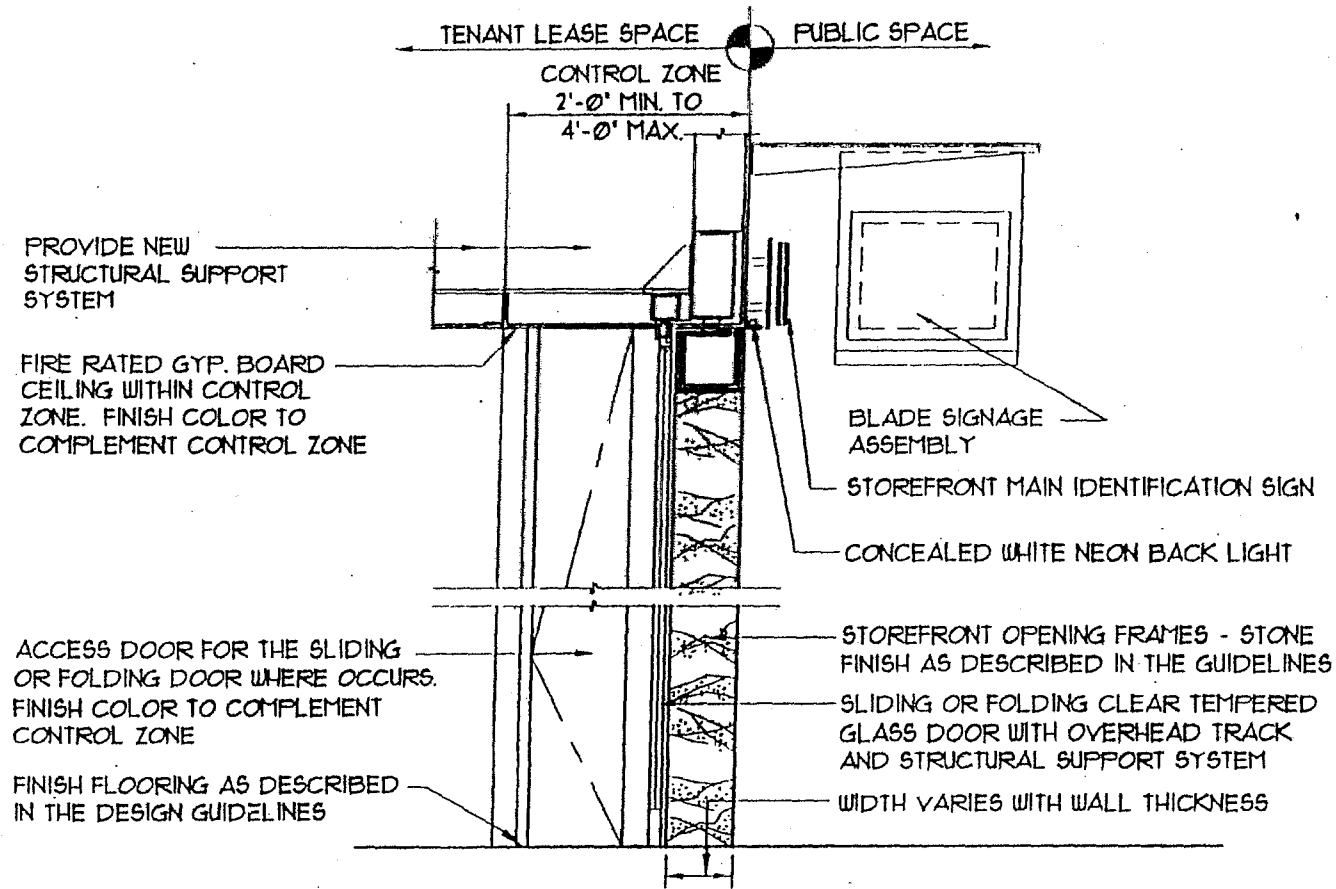 TENANT LEASE SPACE
PUBLIC SPACE
CONTROL ZONE
2'-0" MIN. TO
4'-0" MAX.
PROVIDE NEW
STRUCTURAL SUPPORT
SYSTEM
FIRE RATED GYP. BOARD
CEILING WITHIN CONTROL
ZONE. FINISH COLOR TO
COMPLEMENT CONTROL ZONE
BLADE SIGNAGE
ASSEMBLY
STOREFRONT MAIN IDENTIFICATION SIGN
CONCEALED WHITE NEON BACK LIGHT
ACCESS DOOR FOR THE SLIDING
OR FOLDING DOOR WHERE OCCURS.
FINISH COLOR TO COMPLEMENT
CONTROL ZONE
FINISH FLOORING AS DESCRIBED
IN THE DESIGN GUIDELINES
STOREFRONT OPENING FRAMES - STONE
FINISH AS DESCRIBED IN THE GUIDELINES
SLIDING OR FOLDING CLEAR TEMPERED
GLASS DOOR WITH OVERHEAD TRACK
AND STRUCTURAL SUPPORT SYSTEM
WIDTH VARIES WITH WALL THICKNESS